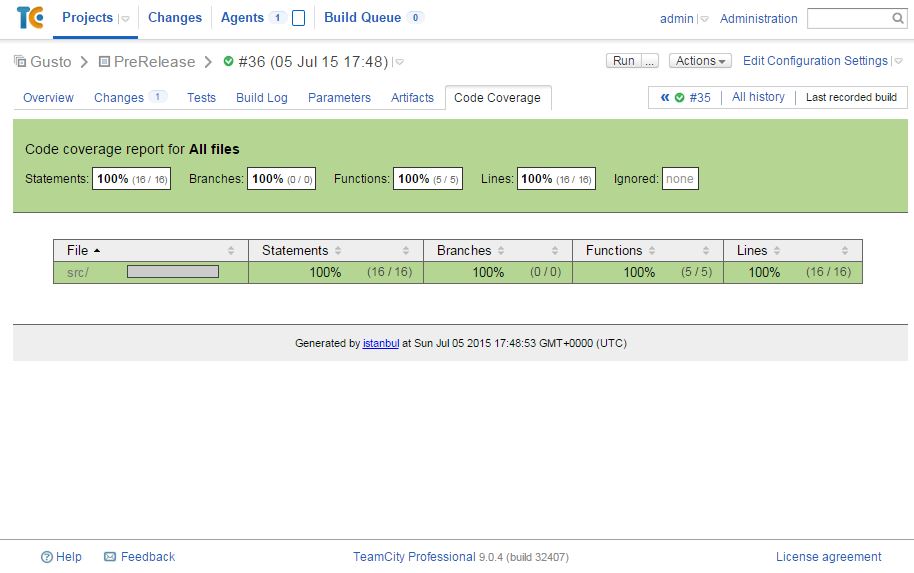 TC Projects Changes Agents 1 Build Queue 0 admin Administration
Gusto PreRelease #36 (05 Jul 15 17:48) Run ... Actions Edit Configuration Settings
Overview Changes 1 Tests Build Log Parameters Artifacts Code Coverage « #35 All history Last recorded build
Code coverage report for All files
Statements: 100% (16 / 16) Branches: 100% (0 / 0) Functions: 100% (5 / 5) Lines: 100% (16 / 16) Ignored: none
File Statements Branches Functions Lines
src/ 100% (16 / 16) 100% (0 / 0) 100% (5 / 5) 100% (16 / 16)
Generated by istanbul at Sun Jul 05 2015 17:48:53 GMT+0000 (UTC)
Help Feedback TeamCity Professional 9.0.4 (build 32407) License agreement